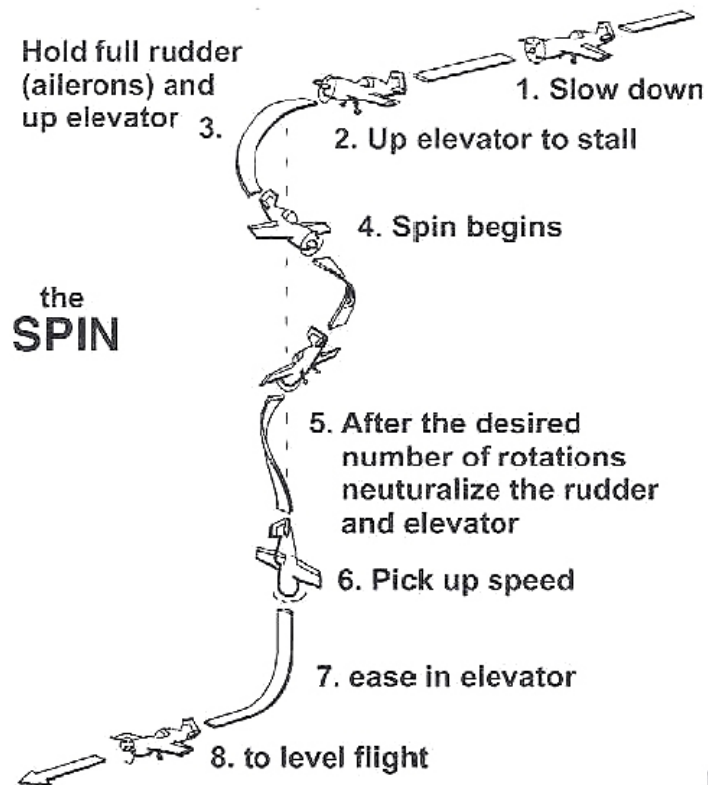 1. Slow down
2. Up elevator to stall
Hold full rudder
(ailerons) and
up elevator 3.
4. Spin begins
the
SPIN
5. After the desired
number of rotations
neuturalize the rudder
and elevator
6. Pick up speed
7. ease in elevator
8. to level flight